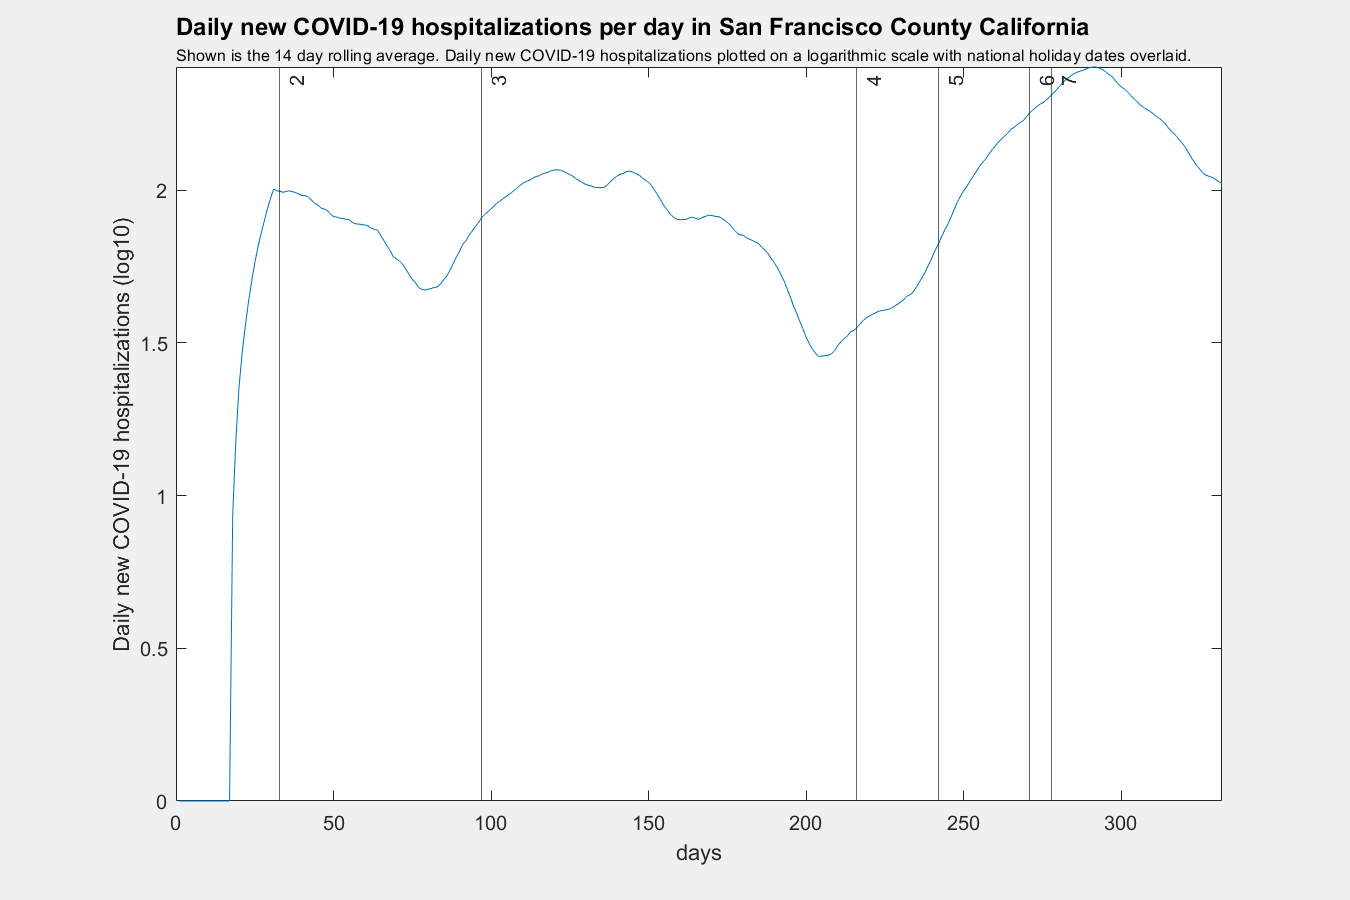 Daily new COVID-19 hospitalizations per day in San Francisco County California
Shown is the 14 day rolling average. Daily new COVID-19 hospitalizations plotted on a logarithmic scale with national holiday dates overlaid.
2
3
4
5
6
7
Daily new COVID-19 hospitalizations (log10)
2
1.5
1
0.5
0
0 50 100 150 200 250 300
days